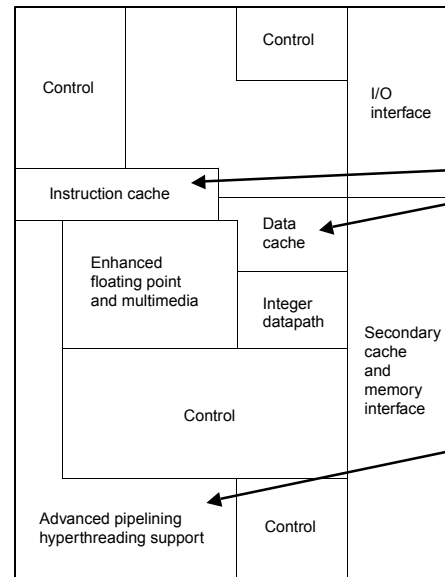 Control
Control
I/O
interface
Instruction cache
Data
cache
Enhanced
floating point
and multimedia
Integer
datapath
Secondary
cache
and
memory
interface
Control
Advanced pipelining
hyperthreading support
Control